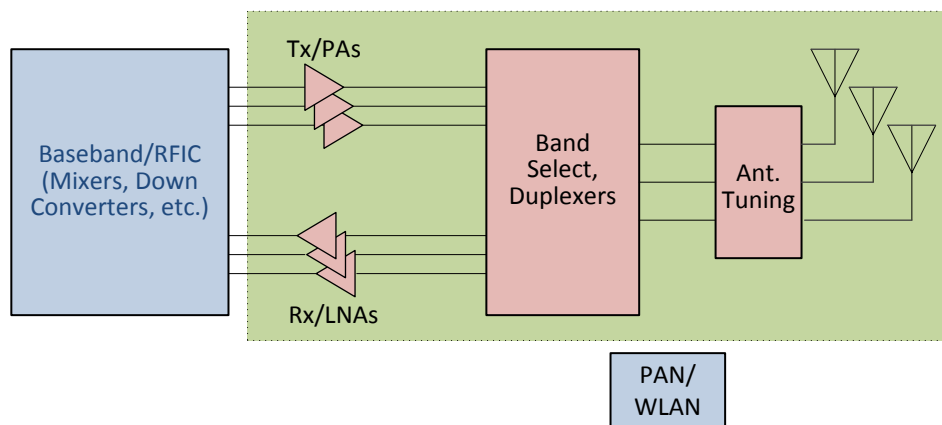 Tx/PAs
Baseband/RFIC
(Mixers, Down
Converters, etc.)
Band
Select,
Duplexers
Ant.
Tuning
Rx/LNAs
PAN/
WLAN